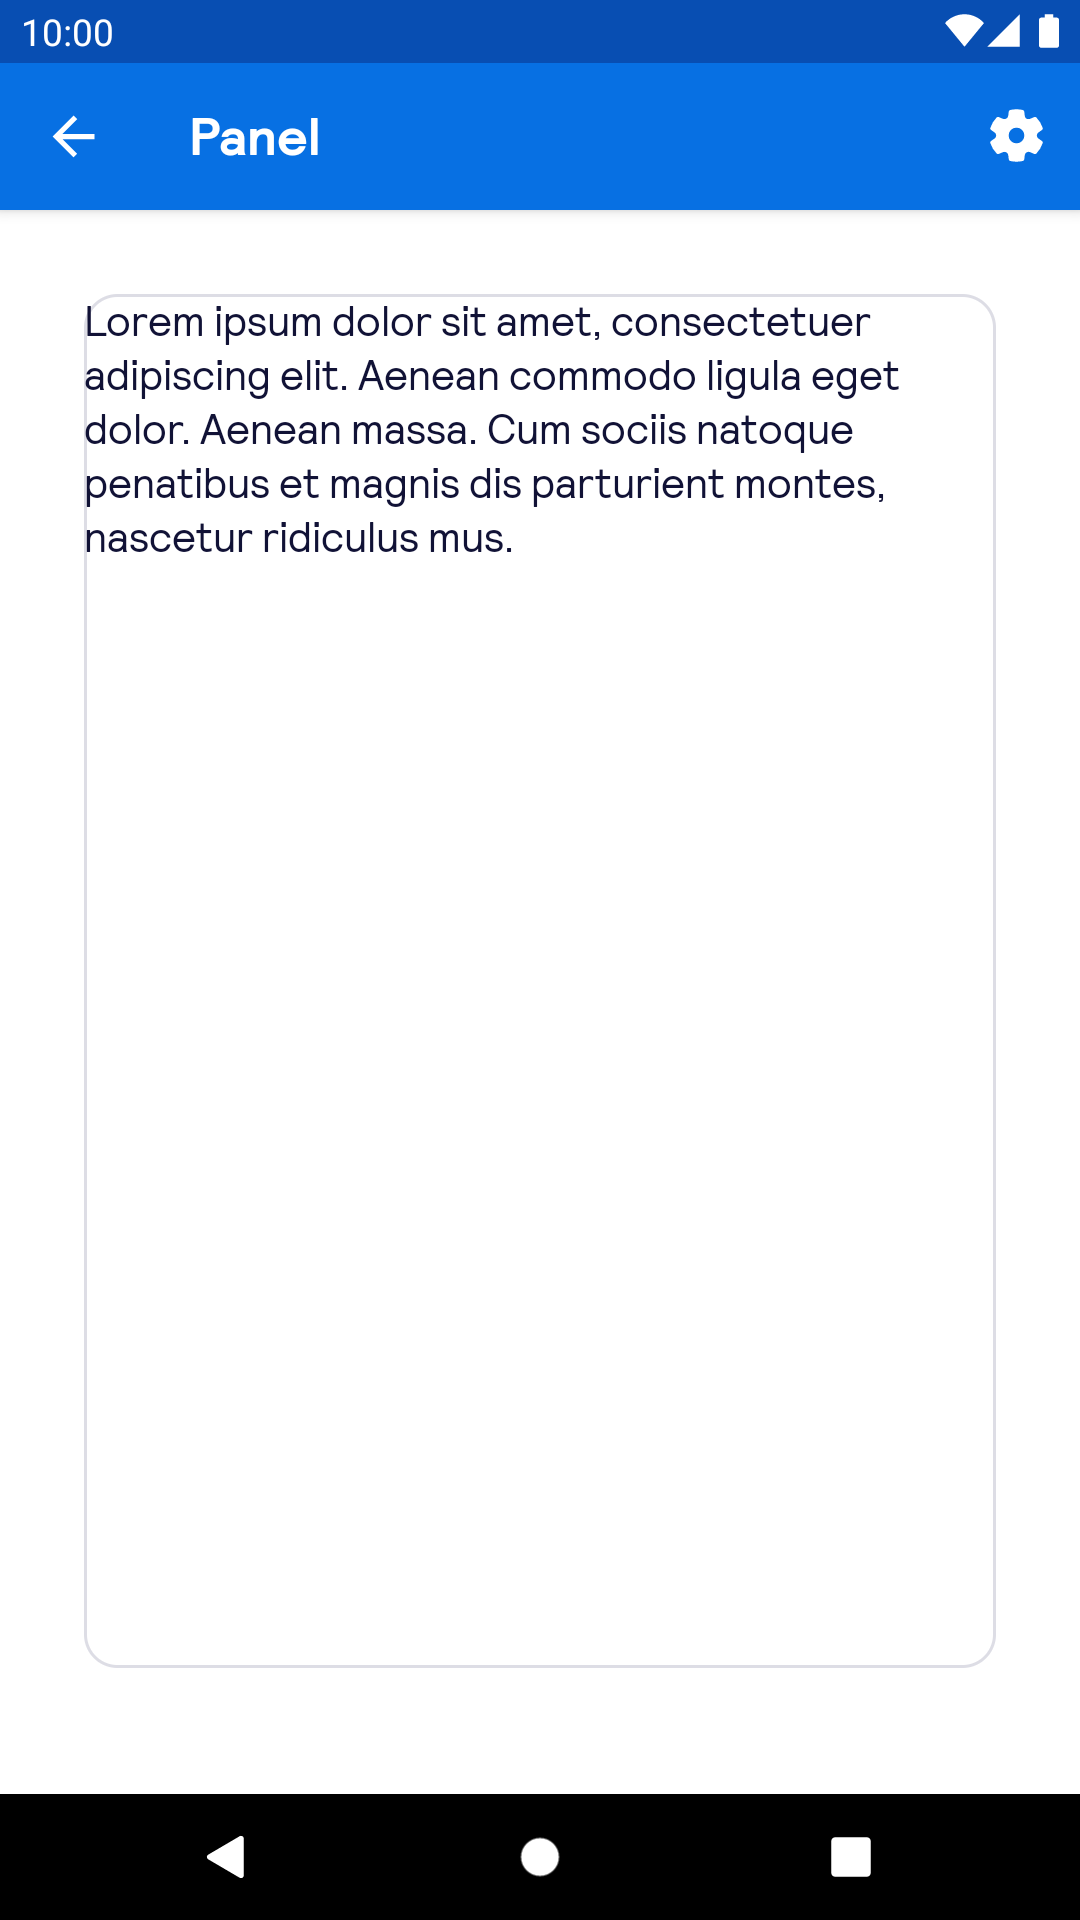 10:00
Panel
Lorem ipsum dolor sit amet, consectetuer
adipiscing elit. Aenean commodo ligula eget
dolor. Aenean massa. Cum sociis natoque
penatibus et magnis dis parturient montes,
nascetur ridiculus mus.